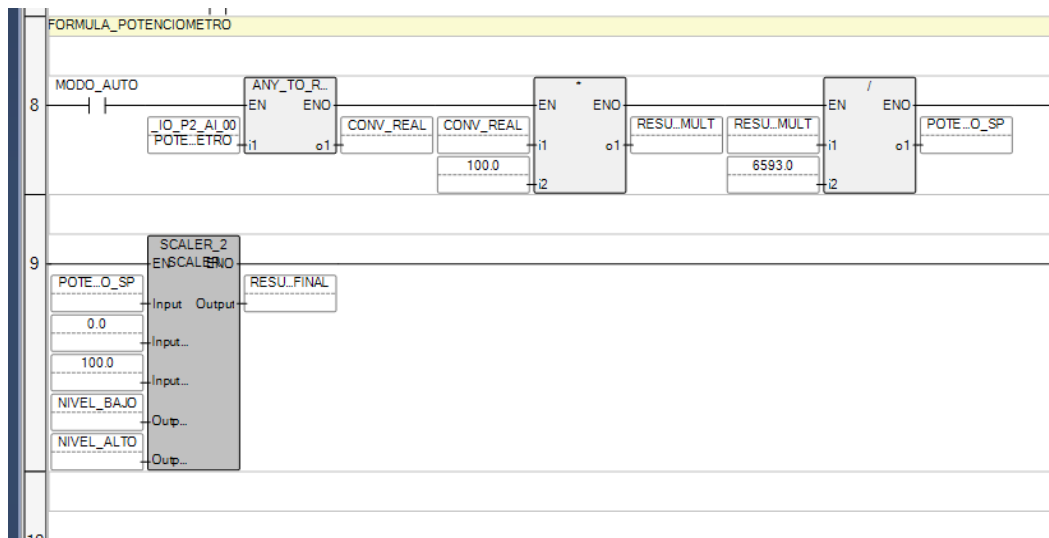 FORMULA_POTENCIOMETRO
MODO_AUTO
8
ANY_TO_R...
EN ENO
_IO_P2_AI_00
POTE...ETRO
i1 o1
CONV_REAL
CONV_REAL
100.0
*
EN ENO
i1 o1
i2
RESU...MULT
RESU...MULT
6593.0
/
EN ENO
i1 o1
i2
POTE...O_SP
9
SCALER_2
EN SCALER ENO
POTE...O_SP
Input Output
RESU...FINAL
0.0
Input...
100.0
Input...
NIVEL_BAJO
Outp...
NIVEL_ALTO
Outp...